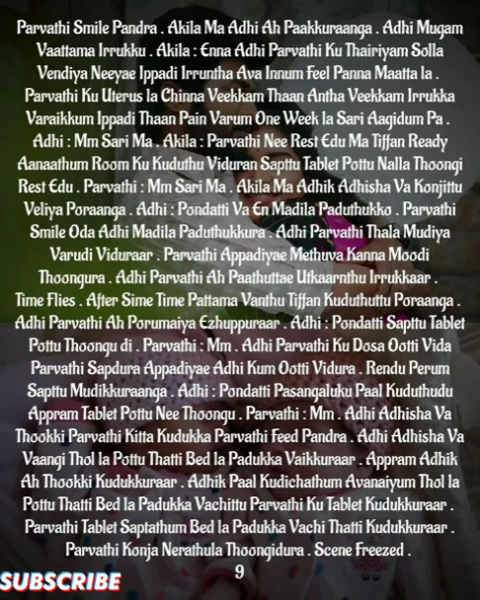 Parvathi Smile Pandra . Akila Ma Adhi Ah Paakkuraanga . Adhi Mugam
Vaattama Irrukku . Akila : Enna Adhi Parvathi Ku Thairiyam Solla
Vendiya Neeyae Ippadi Irruntha Ava Innum Feel Panna Maatta la .
Parvathi Ku Uterus la Chinna Veekkam Thaan Antha Veekkam Irrukka
Varaikkum Ippadi Thaan Pain Varum One Week la Sari Aagidum Pa .
Adhi : Mm Sari Ma . Akila : Parvathi Nee Rest Edu Ma Tiffan Ready
Aanaathum Room Ku Kuduthu Viduran Sapttu Tablet Pottu Nalla Thoongi
Rest Edu . Parvathi : Mm Sari Ma . Akila Ma Adhik Adhisha Va Konjittu
Veliya Poraanga . Adhi : Pondatti Va En Madila Paduthukko . Parvathi
Smile Oda Adhi Madila Paduthukkura . Adhi Parvathi Thala Mudiya
Varudi Viduraar . Parvathi Appadiyae Methuva Kanna Moodi
Thoongura . Adhi Parvathi Ah Paathuttae Utkaarnthu Irrukkaar .
Time Flies . After Sime Time Pattama Vanthu Tiffan Kuduthuttu Poraanga .
Adhi Parvathi Ah Porumaiya Ezhuppuraar . Adhi : Pondatti Sapttu Tablet
Pottu Thoongu di . Parvathi : Mm . Adhi Parvathi Ku Dosa Ootti Vida
Parvathi Sapdura Appadiyae Adhi Kum Ootti Vidura . Rendu Perum
Sapttu Mudikkuraanga . Adhi : Pondatti Pasangaluku Paal Kuduthudu
Appram Tablet Pottu Nee Thoongu . Parvathi : Mm . Adhi Adhisha Va
Thookki Parvathi Kitta Kudukka Parvathi Feed Pandra . Adhi Adhisha Va
Vaangi Thol la Pottu Thatti Bed la Padukka Vaikkuraar . Appram Adhik
Ah Thookki Kudukkuraar . Adhik Paal Kudichatham Avanaiyum Thol la
Pottu Thatti Bed la Padukka Vachittu Parvathi Ku Tablet Kudukkuraar .
Parvathi Tablet Saptathum Bed la Padukka Vachi Thatti Kudukkuraar .
Parvathi Konja Nerathula Thoongidura . Scene Freezed .
9
SUBSCRIBE